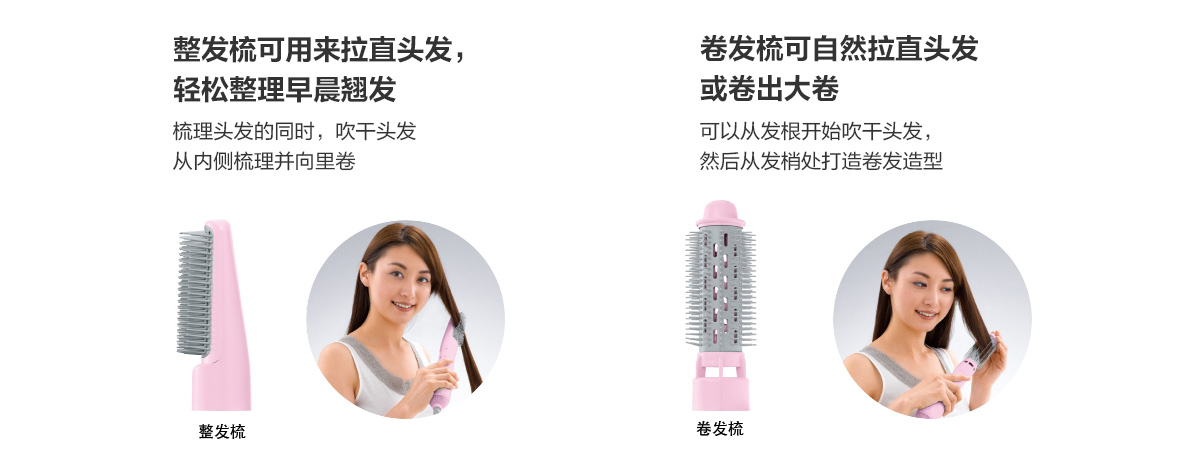 整发梳可用来拉直头发，
轻松整理早晨翘发
梳理头发的同时，吹干头发
从内侧梳理并向里卷
整发梳
卷发梳可自然拉直头发
或卷出大卷
可以从发根开始吹干头发，
然后从发梢处打造卷发造型
卷发梳